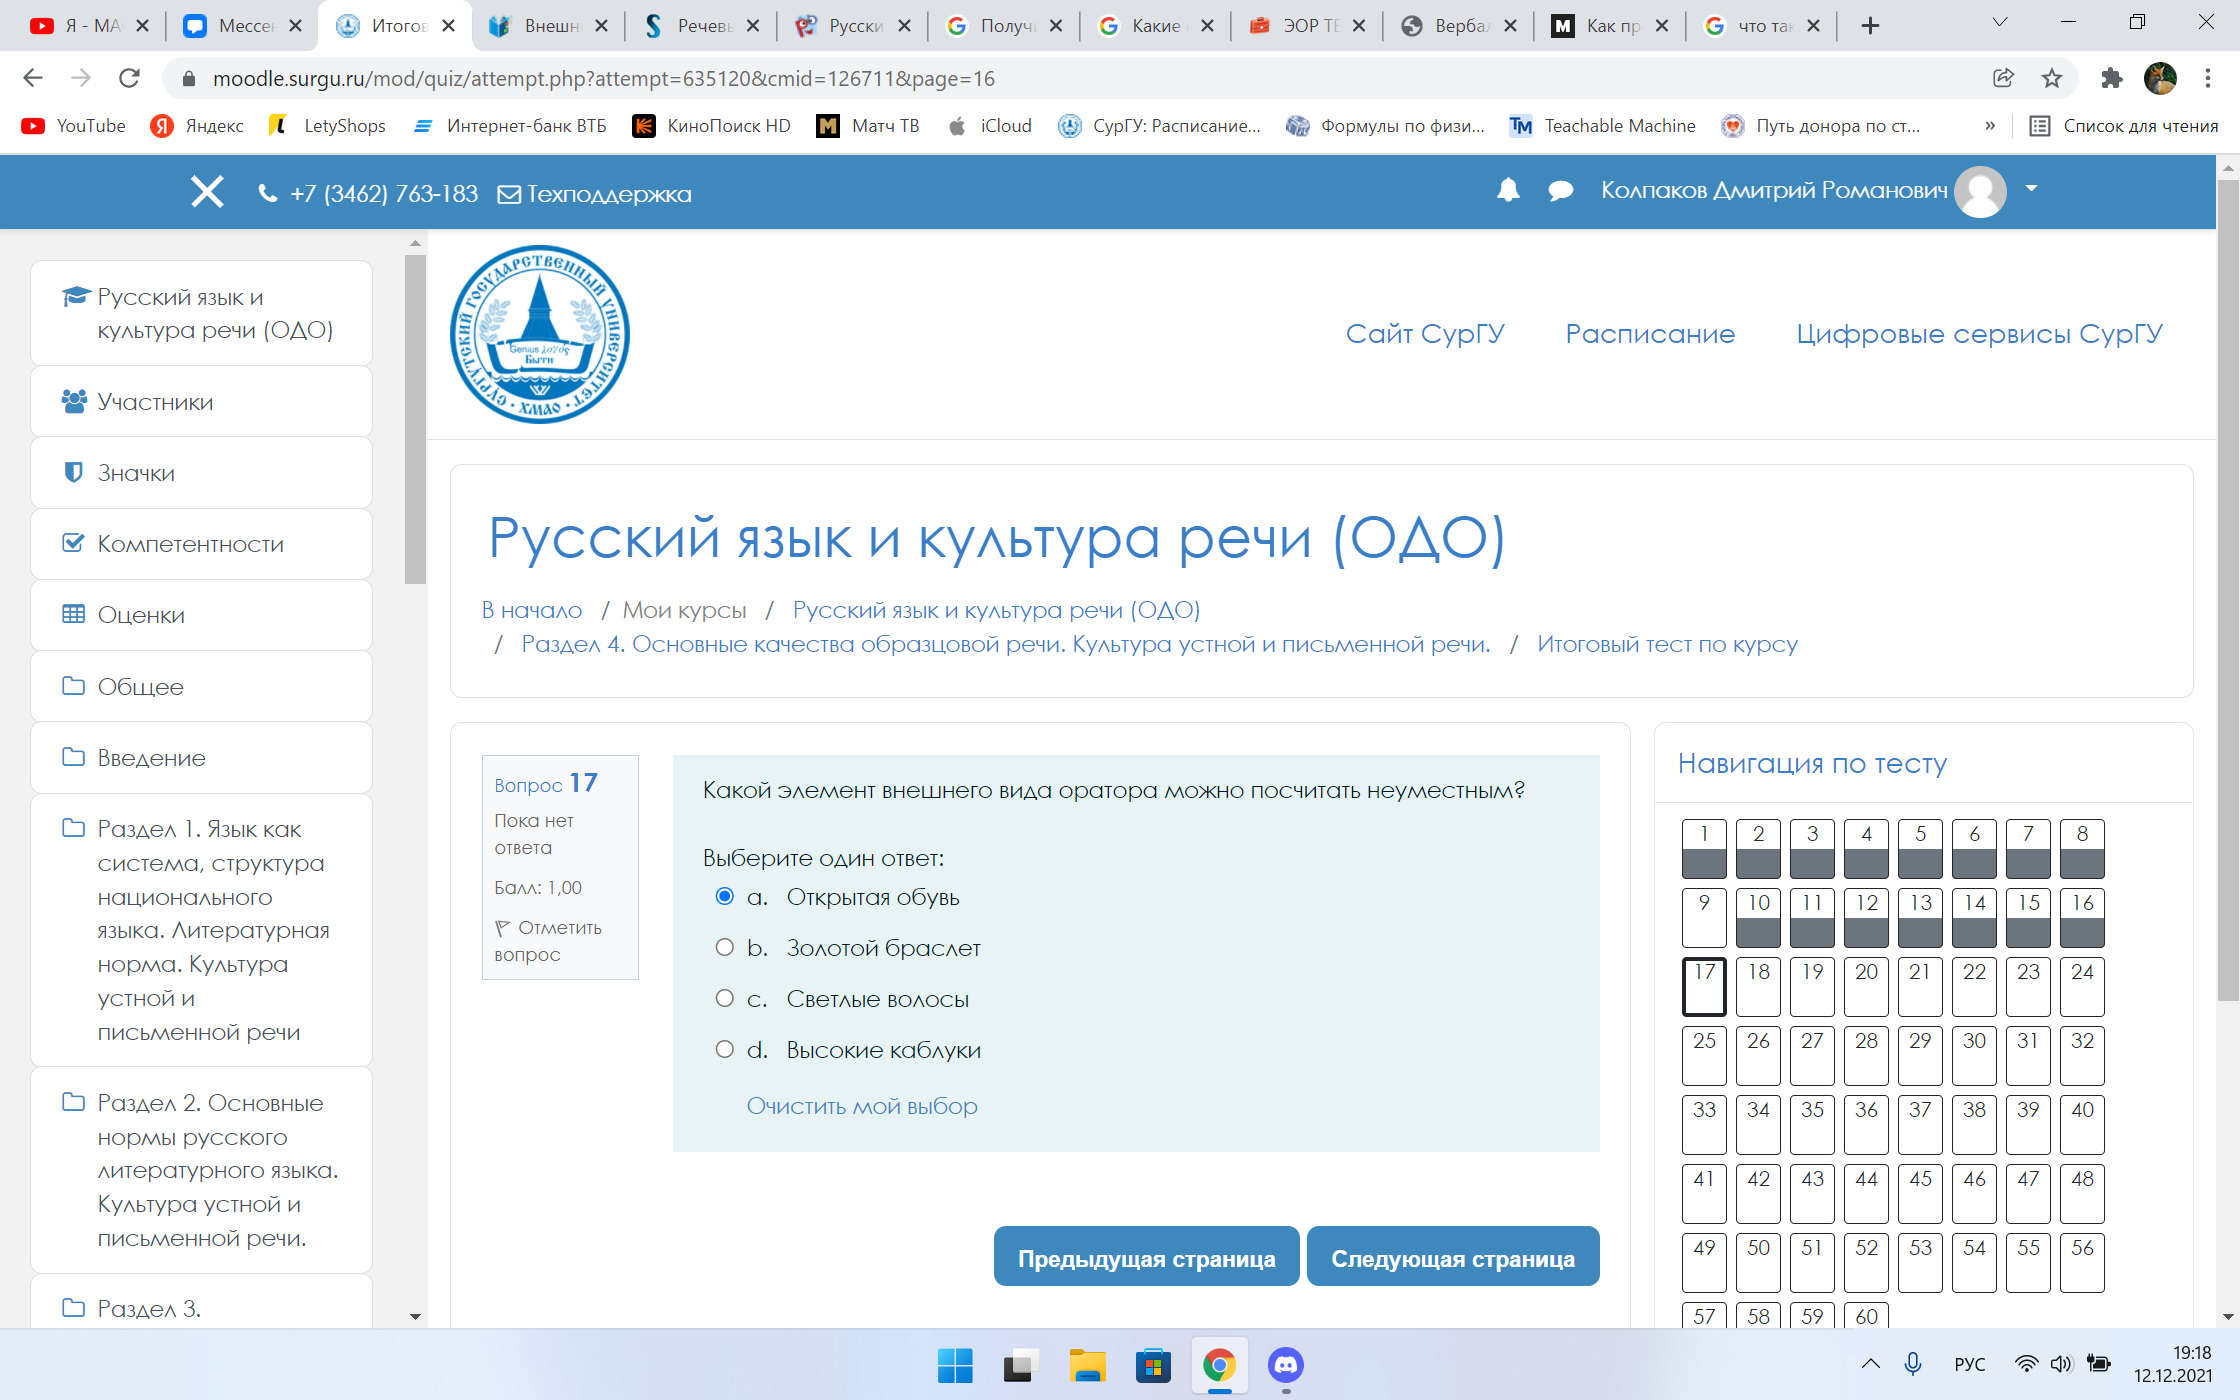 Я - МА
Мессен
Итогов
Внешн
Речевы
Русски
Получи
Какие
ЭОР ТЕ
Верба
Как пр
что так
moodle.surgu.ru/mod/quiz/attempt.php?attempt=635120&cmid=126711&page=16
YouTube
Яндекс
LetyShops
Интернет-банк ВТБ
КиноПоиск HD
Матч ТВ
iCloud
СурГУ: Расписание...
Формулы по физи...
Teachable Machine
Путь донора по ст...
»
Список для чтения
+7 (3462) 763-183
Техподдержка
Колпаков Дмитрий Романович
Русский язык и
культура речи (ОДО)
Участники
Значки
Компетентности
Оценки
Общее
Введение
Раздел 1. Язык как
система, структура
национального
языка. Литературная
норма. Культура
устной и
письменной речи
Раздел 2. Основные
нормы русского
литературного языка.
Культура устной и
письменной речи.
Раздел 3.
СУРГУТСКИЙ ГОСУДАРСТВЕННЫЙ УНИВЕРСИТЕТ • ХМАО •
Genius λογός
Быти
Сайт СурГУ
Расписание
Цифровые сервисы СурГУ
Русский язык и культура речи (ОДО)
В начало / Мои курсы / Русский язык и культура речи (ОДО)
/ Раздел 4. Основные качества образцовой речи. Культура устной и письменной речи. / Итоговый тест по курсу
Вопрос 17
Пока нет
ответа
Балл: 1,00
Отметить
вопрос
Какой элемент внешнего вида оратора можно посчитать неуместным?
Выберите один ответ:
a. Открытая обувь
b. Золотой браслет
c. Светлые волосы
d. Высокие каблуки
Очистить мой выбор
Предыдущая страница
Следующая страница
Навигация по тесту
1 2 3 4 5 6 7 8
9 10 11 12 13 14 15 16
17 18 19 20 21 22 23 24
25 26 27 28 29 30 31 32
33 34 35 36 37 38 39 40
41 42 43 44 45 46 47 48
49 50 51 52 53 54 55 56
57 58 59 60
РУС
19:18
12.12.2021